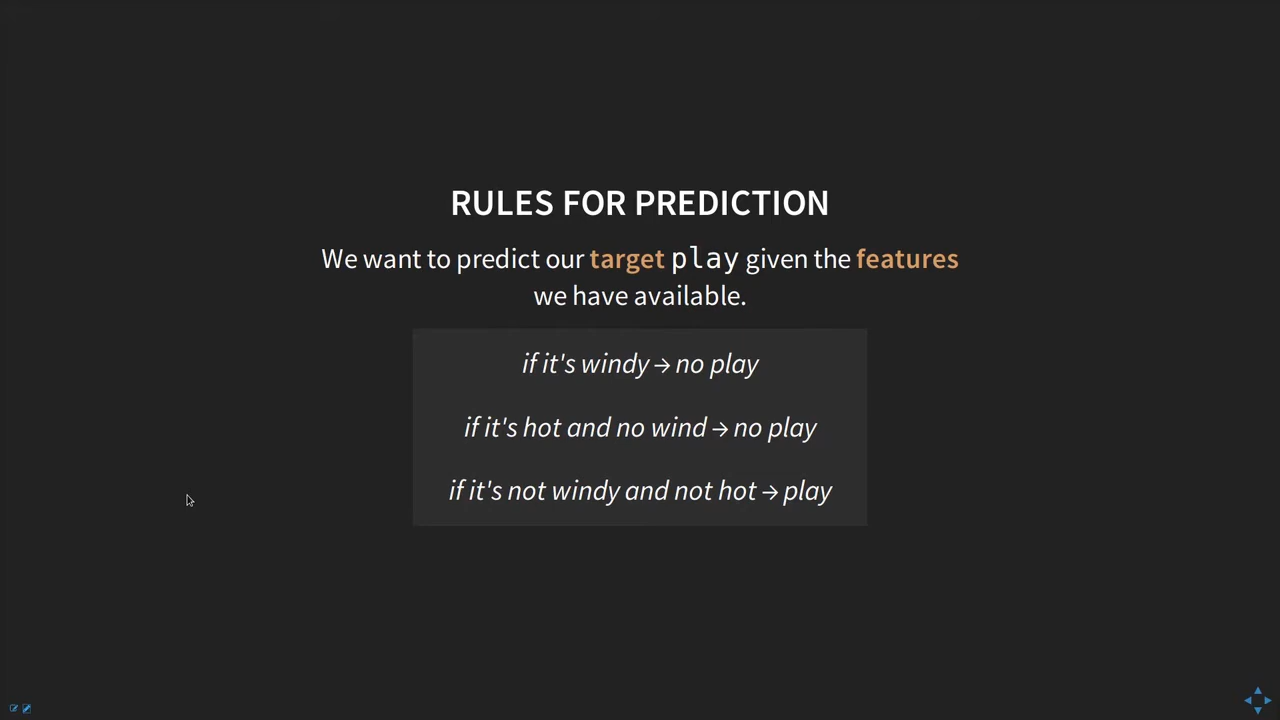 RULES FOR PREDICTION
We want to predict our target play given the features
we have available.
if it's windy → no play
if it's hot and no wind → no play
if it's not windy and not hot → play